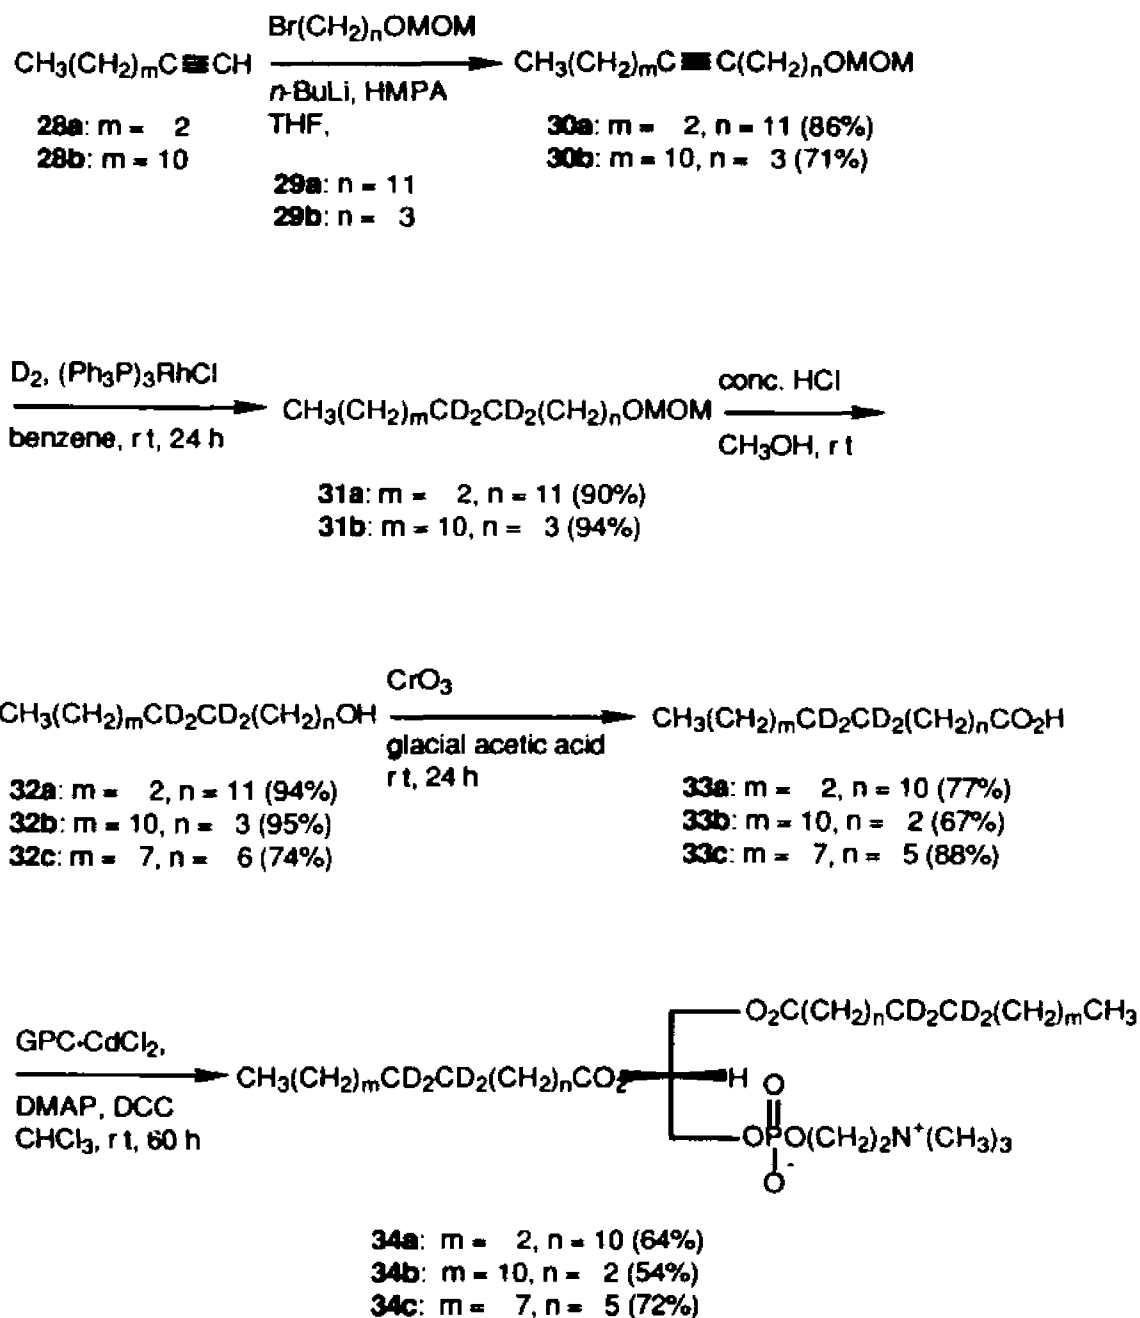 Br(CH₂)ₙOMOM
CH₃(CH₂)ₘC≡CH
CH₃(CH₂)ₘC≡C(CH₂)ₙOMOM
n-BuLi, HMPA
THF,
28a: m = 2
28b: m = 10
30a: m = 2, n = 11 (86%)
30b: m = 10, n = 3 (71%)
29a: n = 11
29b: n = 3
D₂, (Ph₃P)₃RhCl
benzene, r t, 24 h
CH₃(CH₂)ₘCD₂CD₂(CH₂)ₙOMOM
conc. HCl
CH₃OH, r t
31a: m = 2, n = 11 (90%)
31b: m = 10, n = 3 (94%)
CH₃(CH₂)ₘCD₂CD₂(CH₂)ₙOH
CrO₃
glacial acetic acid
r t, 24 h
CH₃(CH₂)ₘCD₂CD₂(CH₂)ₙCO₂H
32a: m = 2, n = 11 (94%)
32b: m = 10, n = 3 (95%)
32c: m = 7, n = 6 (74%)
33a: m = 2, n = 10 (77%)
33b: m = 10, n = 2 (67%)
33c: m = 7, n = 5 (88%)
GPC·CdCl₂,
DMAP, DCC
CHCl₃, r t, 60 h
O₂C(CH₂)ₙCD₂CD₂(CH₂)ₘCH₃
CH₃(CH₂)ₘCD₂CD₂(CH₂)ₙCO₂
H
O
OPO(CH₂)₂N⁺(CH₃)₃
O⁻
34a: m = 2, n = 10 (64%)
34b: m = 10, n = 2 (54%)
34c: m = 7, n = 5 (72%)